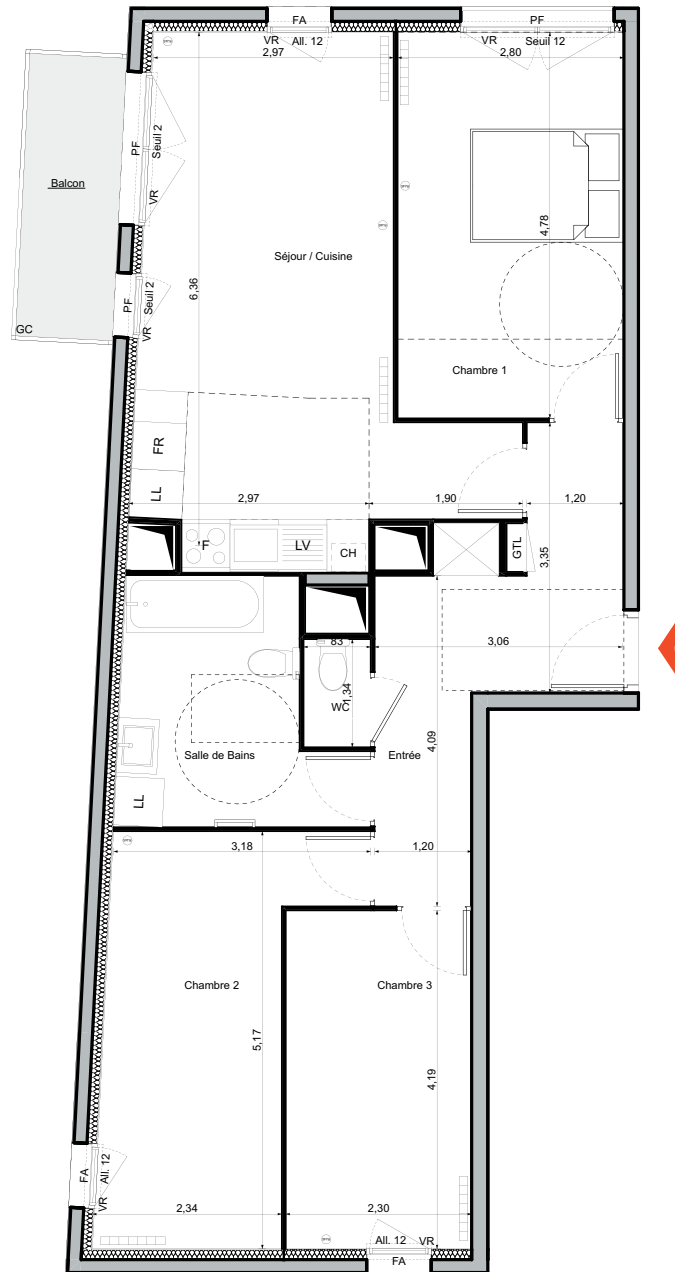 FA
VR
All. 12
2,97
PF
VR
Seuil 12
2,80
PF
Seuil 2
VR
Balcon
4,78
Séjour / Cuisine
6,36
PF
Seuil 2
VR
GC
Chambre 1
FR
LL
2,97
1,90
1,20
F
LV
CH
GTL
3,35
83
3,06
1,34
WC
Salle de Bains
Entrée
4,09
LL
3,18
1,20
Chambre 2
Chambre 3
5,17
4,19
FA
All. 12
VR
2,34
2,30
All. 12
VR
FA